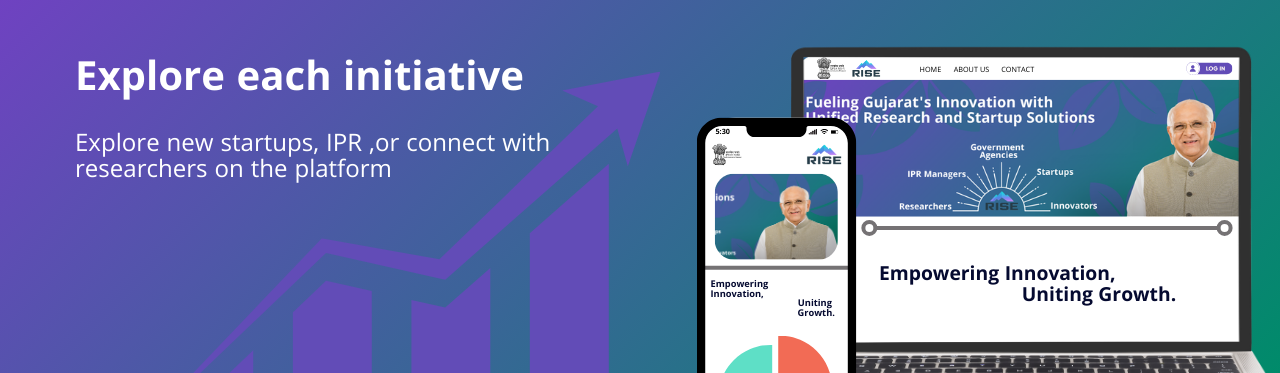 Explore each initiative
Explore new startups, IPR ,or connect with
researchers on the platform
5:30
RISE
ions
Empowering
Innovation,
Uniting
Growth.
RISE
HOME ABOUT US CONTACT
LOG IN
Fueling Gujarat's Innovation with
Unified Research and Startup Solutions
Government
Agencies
IPR Managers
Startups
Researchers
RISE
Innovators
Empowering Innovation,
Uniting Growth.